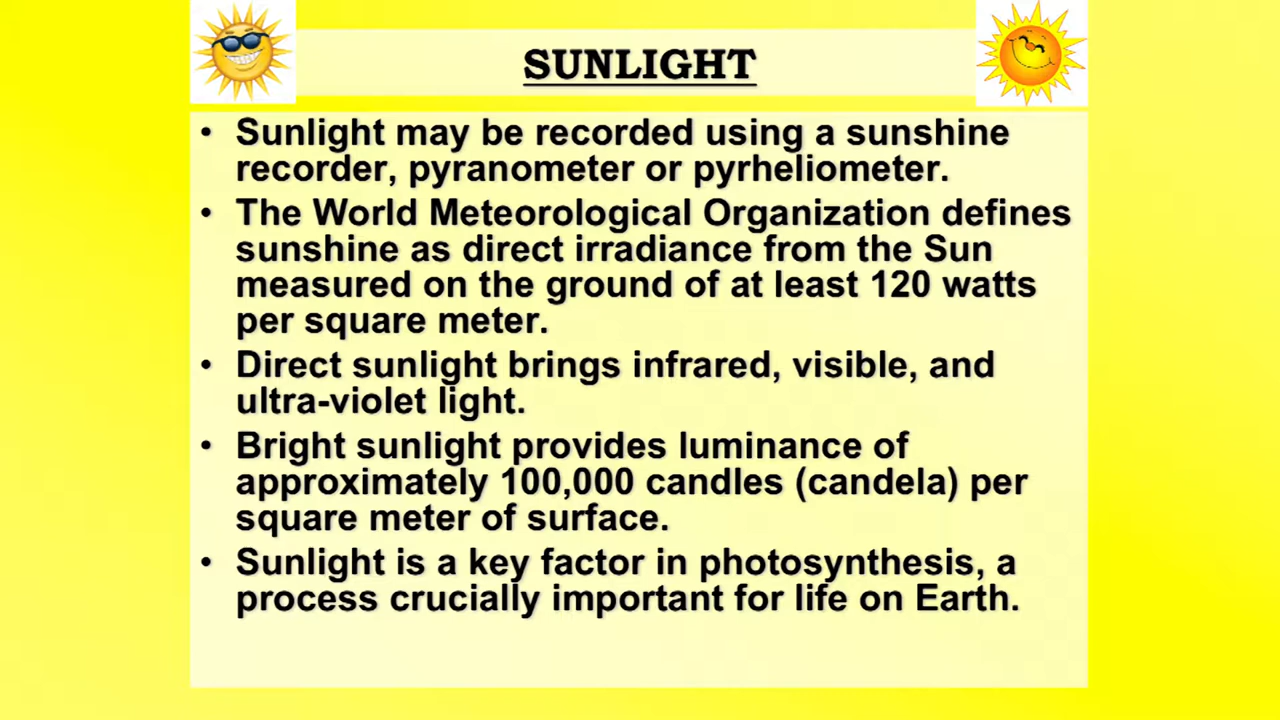 SUNLIGHT
• Sunlight may be recorded using a sunshine
recorder, pyranometer or pyrheliometer.
• The World Meteorological Organization defines
sunshine as direct irradiance from the Sun
measured on the ground of at least 120 watts
per square meter.
• Direct sunlight brings infrared, visible, and
ultra-violet light.
• Bright sunlight provides luminance of
approximately 100,000 candles (candela) per
square meter of surface.
• Sunlight is a key factor in photosynthesis, a
process crucially important for life on Earth.